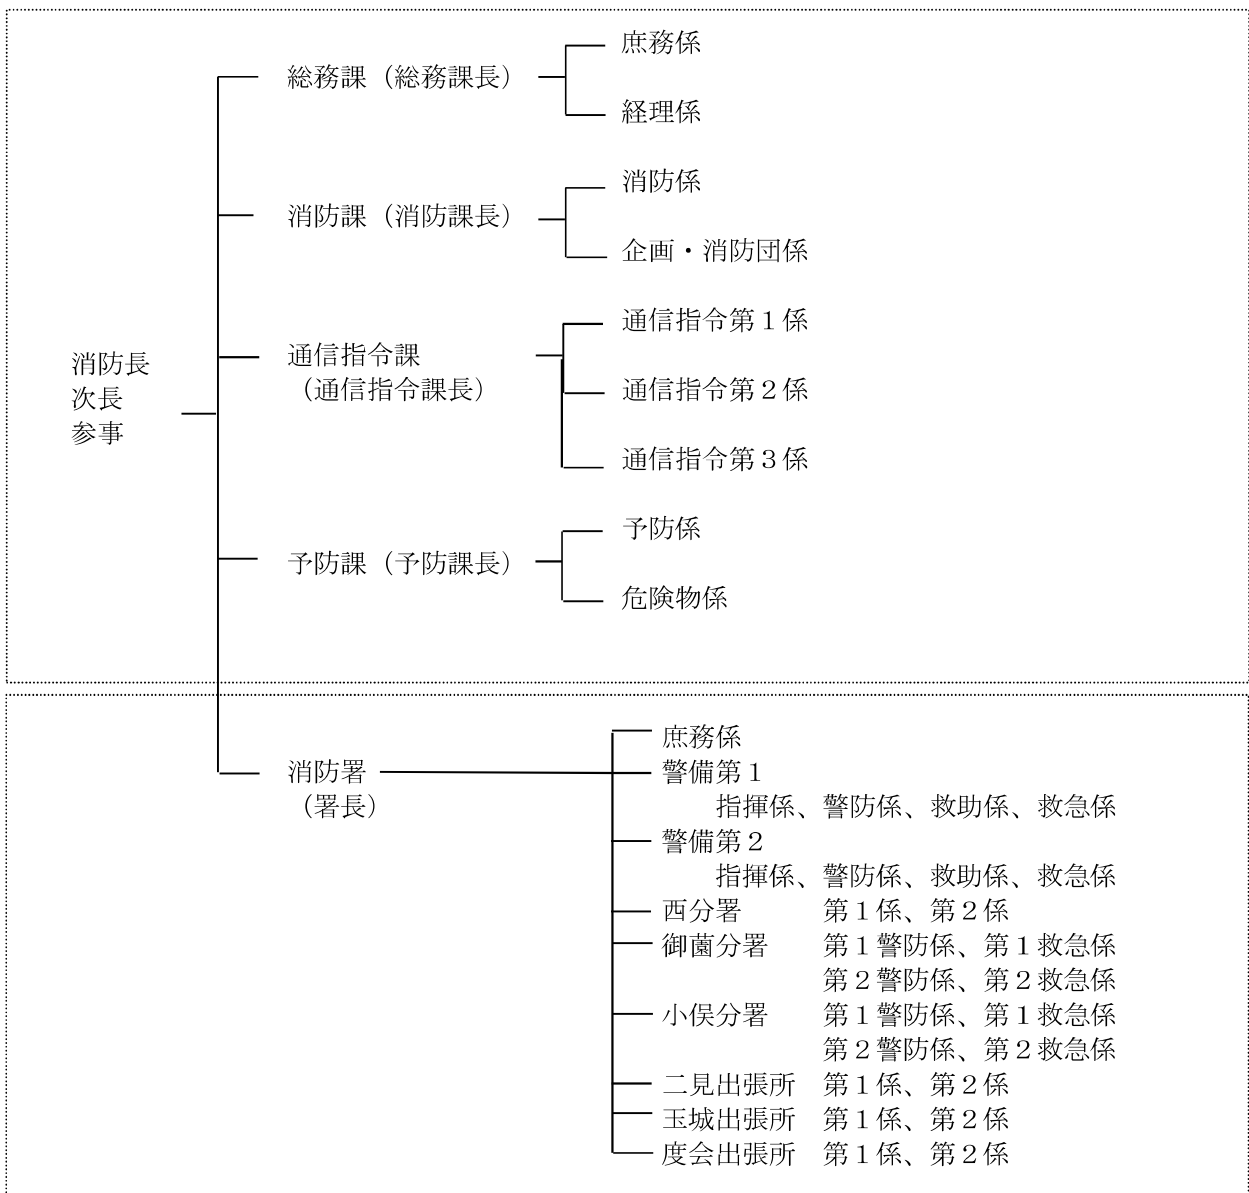 総務課（総務課長）
庶務係
経理係
消防課（消防課長）
消防係
企画・消防団係
消防長
次長
参事
通信指令課
（通信指令課長）
通信指令第１係
通信指令第２係
通信指令第３係
予防課（予防課長）
予防係
危険物係
消防署
（署長）
庶務係
警備第１
指揮係、警防係、救助係、救急係
警備第２
指揮係、警防係、救助係、救急係
西分署　第１係、第２係
御薗分署　第１警防係、第１救急係
第２警防係、第２救急係
小俣分署　第１警防係、第１救急係
第２警防係、第２救急係
二見出張所　第１係、第２係
玉城出張所　第１係、第２係
度会出張所　第１係、第２係